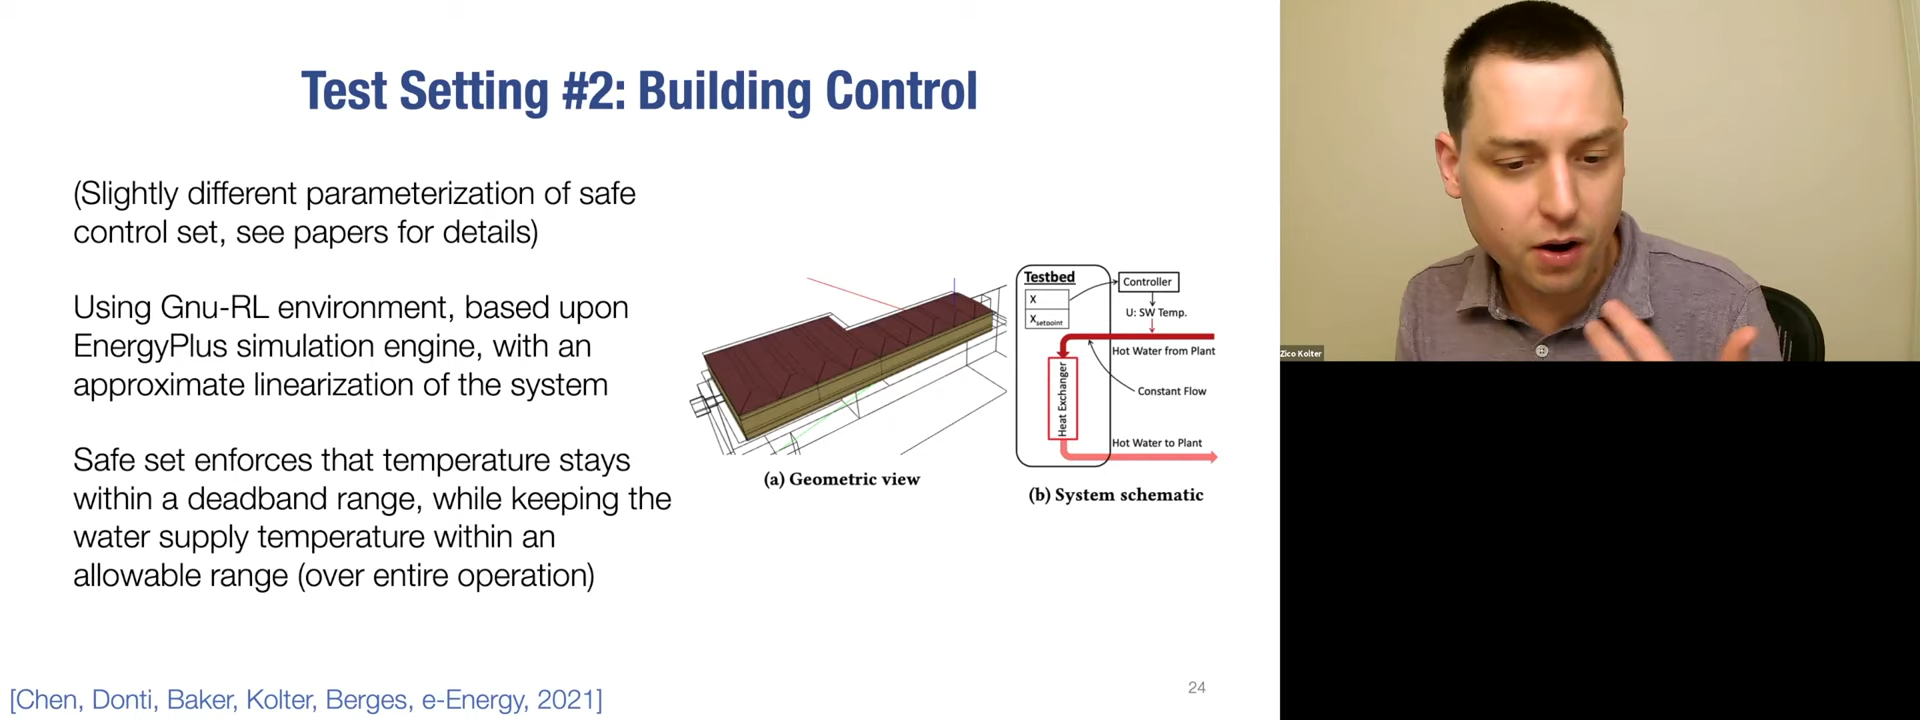 Test Setting #2: Building Control
(Slightly different parameterization of safe
control set, see papers for details)
Using Gnu-RL environment, based upon
EnergyPlus simulation engine, with an
approximate linearization of the system
Safe set enforces that temperature stays
within a deadband range, while keeping the
water supply temperature within an
allowable range (over entire operation)
(a) Geometric view
Testbed
X
Xsetpoint
Controller
U: SW Temp.
Hot Water from Plant
Heat Exchanger
Constant Flow
Hot Water to Plant
(b) System schematic
[Chen, Donti, Baker, Kolter, Berges, e-Energy, 2021]
24
Zico Kolter